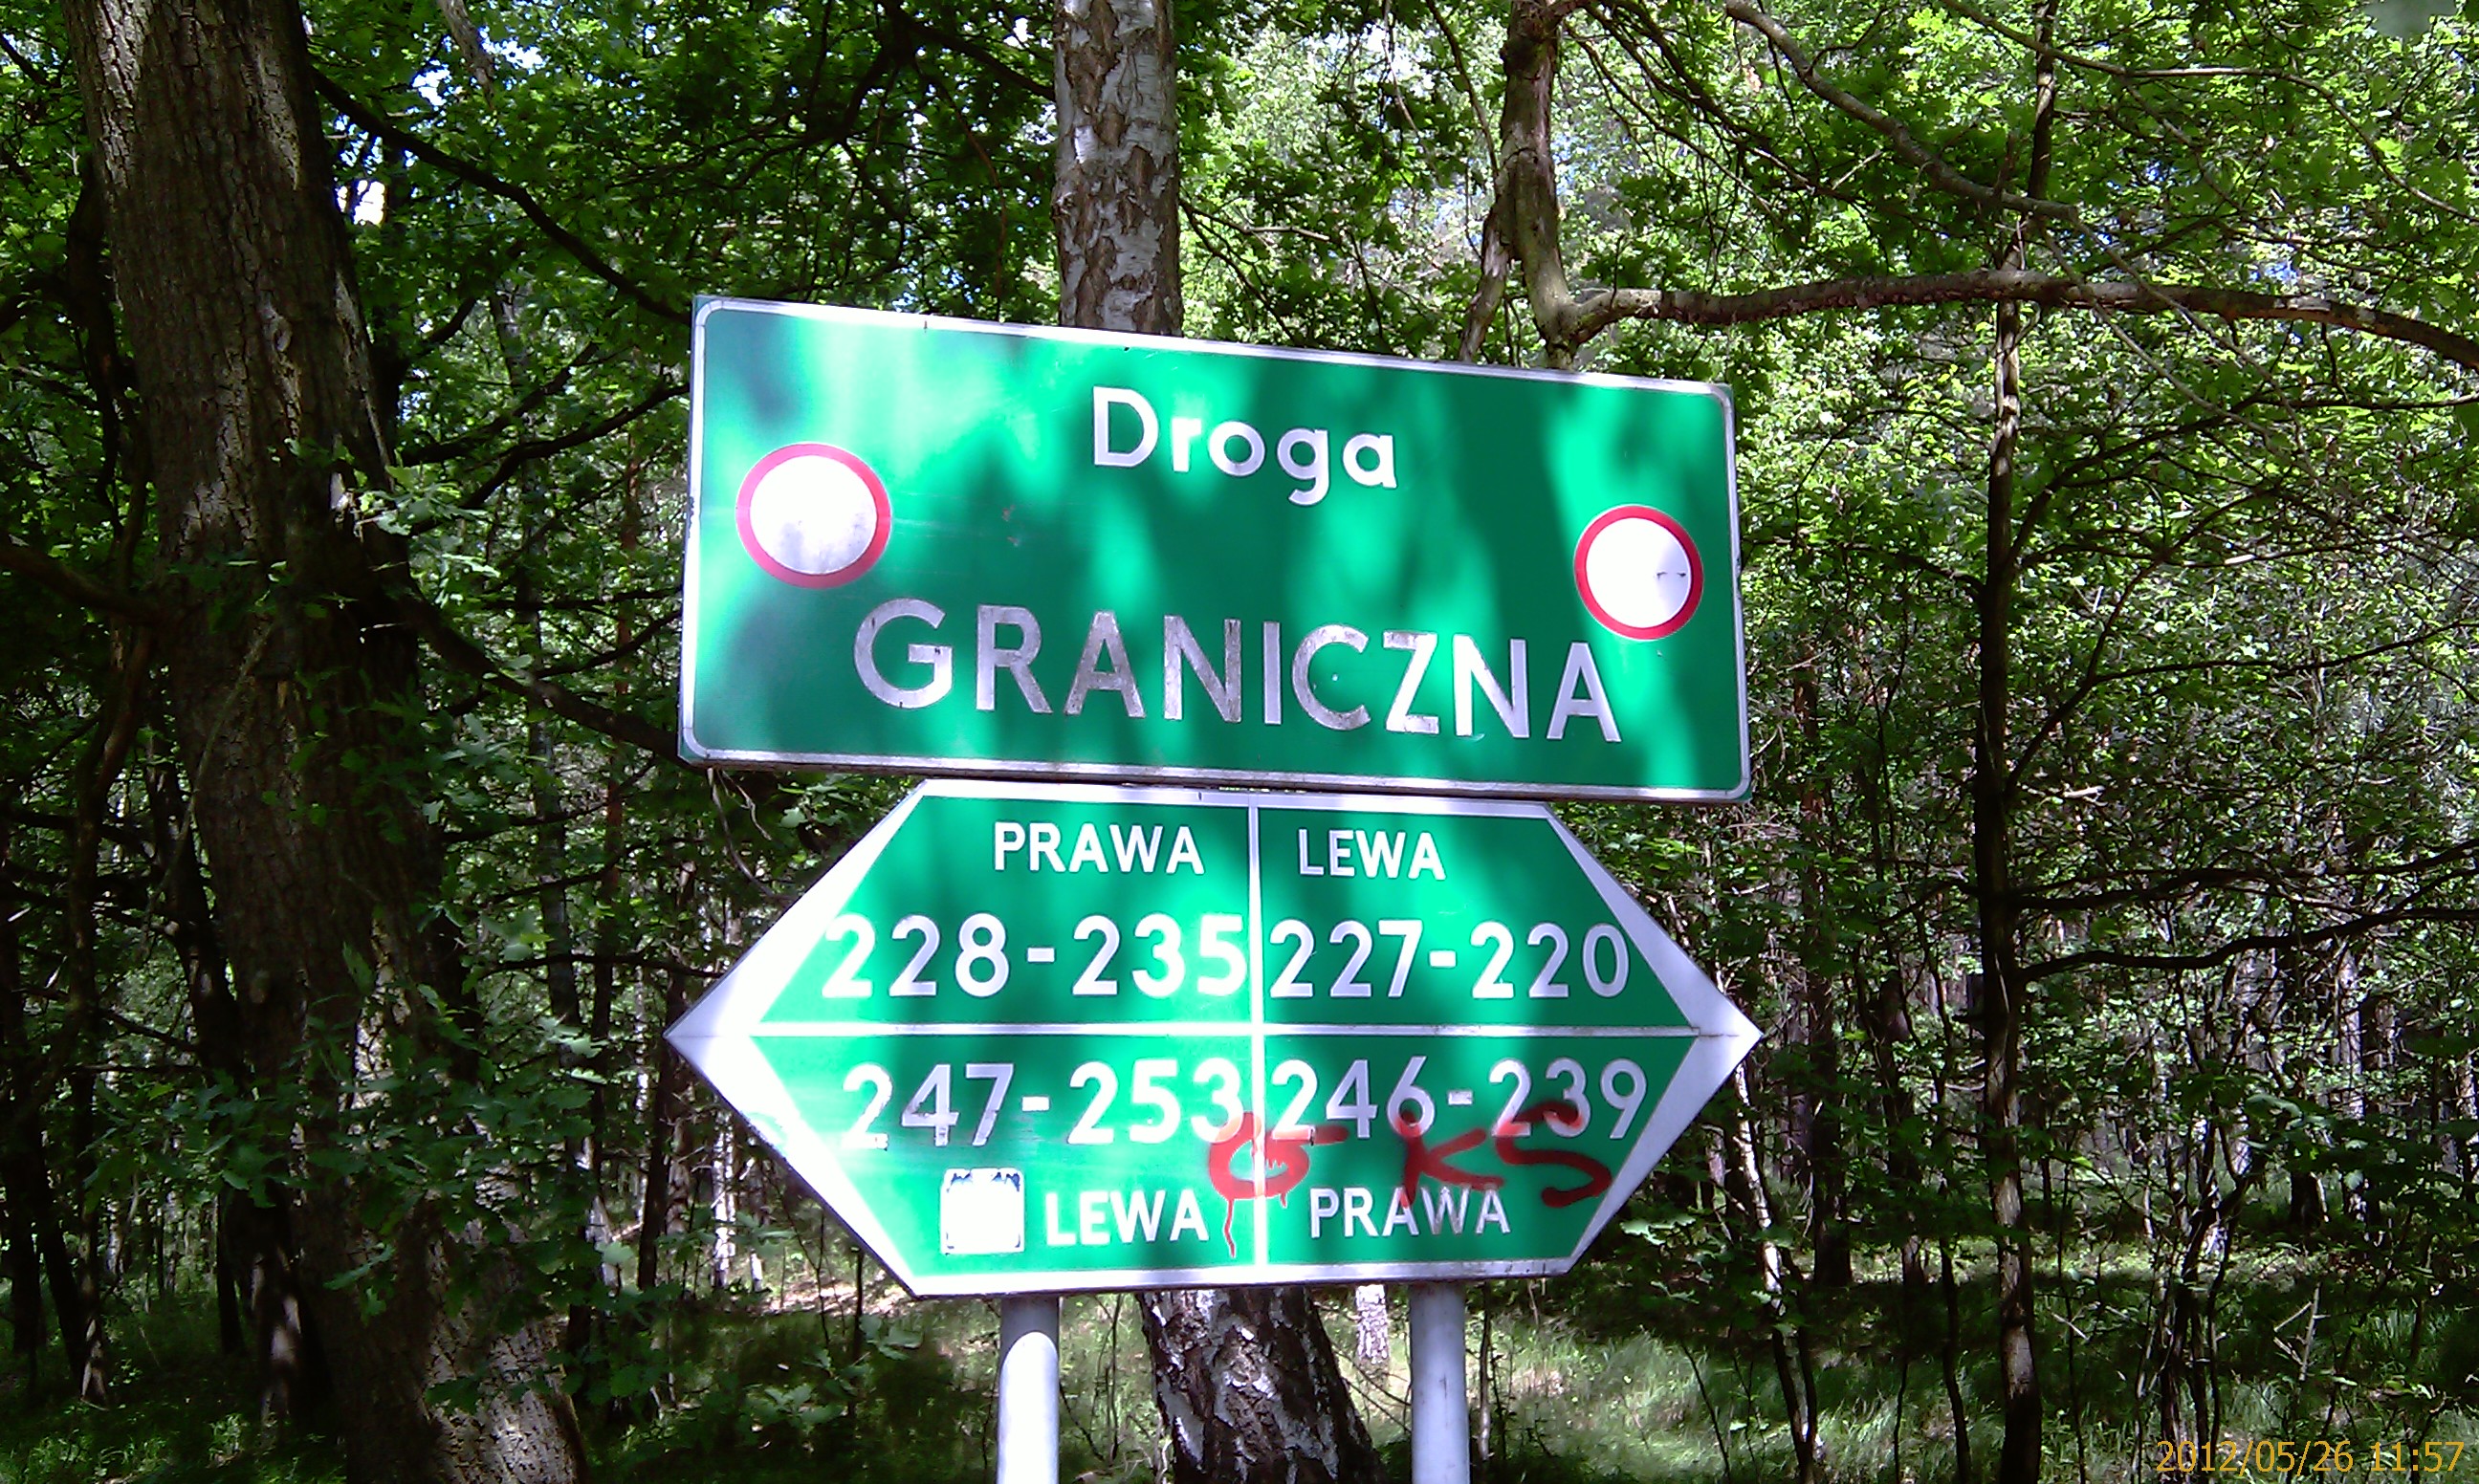 Droga
GRANICZNA
PRAWA LEWA
228-235 227-220
247-253 246-239
KS
LEWA PRAWA
2012/05/26 11:57